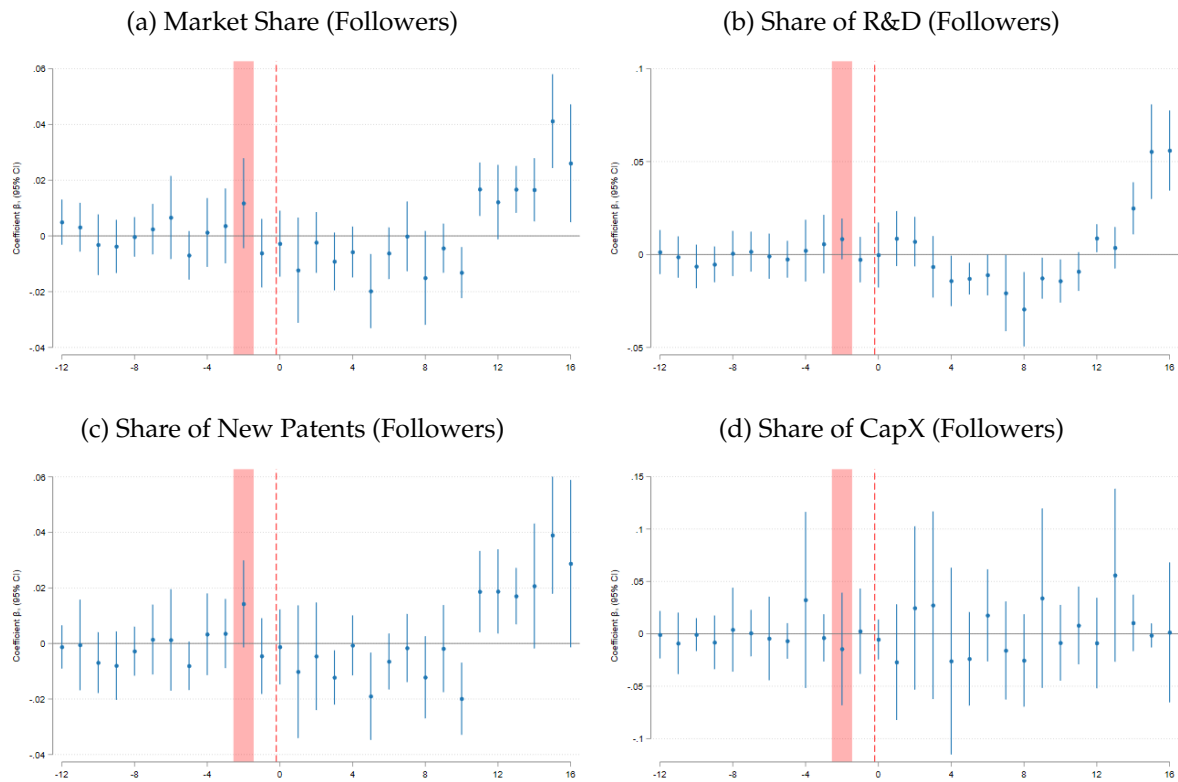 (a) Market Share (Followers)
.06
.04
.02
0
-.02
-.04
Coefficient βₛ (95% CI)
-12 -8 -4 0 4 8 12 16
(b) Share of R&D (Followers)
.1
.05
0
-.05
Coefficient βₛ (95% CI)
-12 -8 -4 0 4 8 12 16
(c) Share of New Patents (Followers)
.06
.04
.02
0
-.02
-.04
Coefficient βₛ (95% CI)
-12 -8 -4 0 4 8 12 16
(d) Share of CapX (Followers)
.15
.1
.05
0
-.05
-.1
Coefficient βₛ (95% CI)
-12 -8 -4 0 4 8 12 16